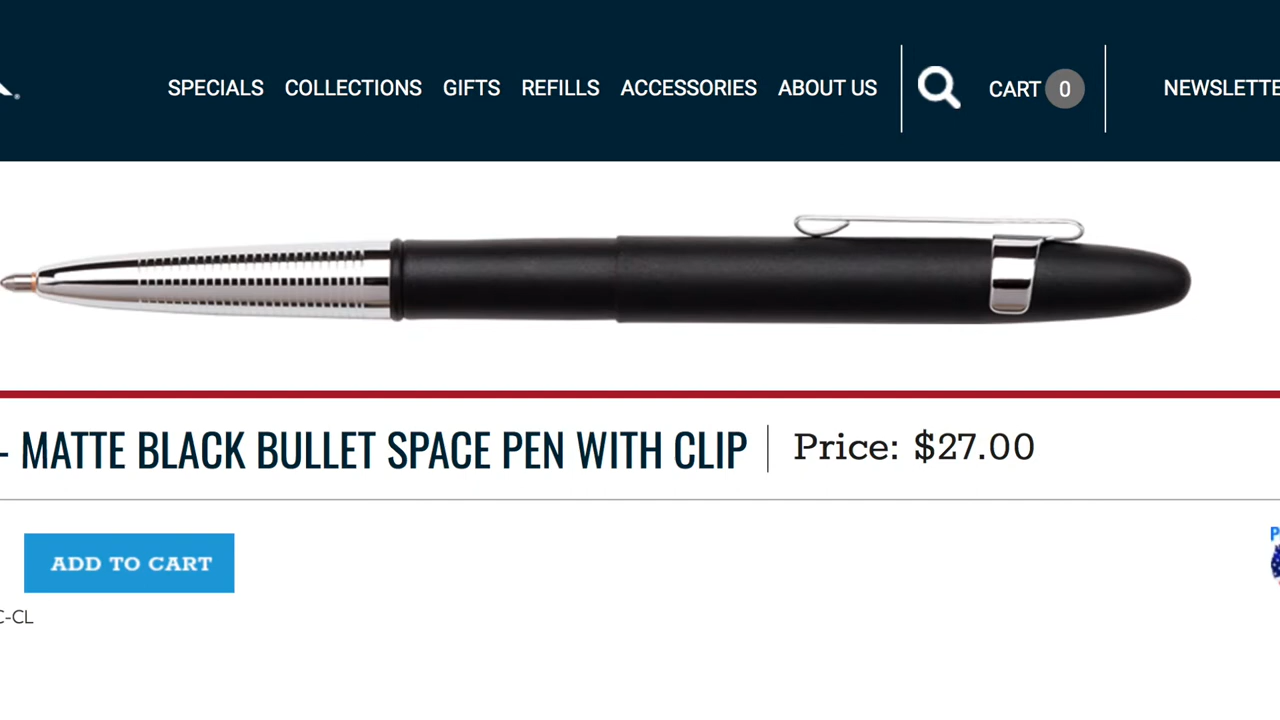 SPECIALS COLLECTIONS GIFTS REFILLS ACCESSORIES ABOUT US CART 0 NEWSLETTE
- MATTE BLACK BULLET SPACE PEN WITH CLIP Price: $27.00
ADD TO CART
C-CL